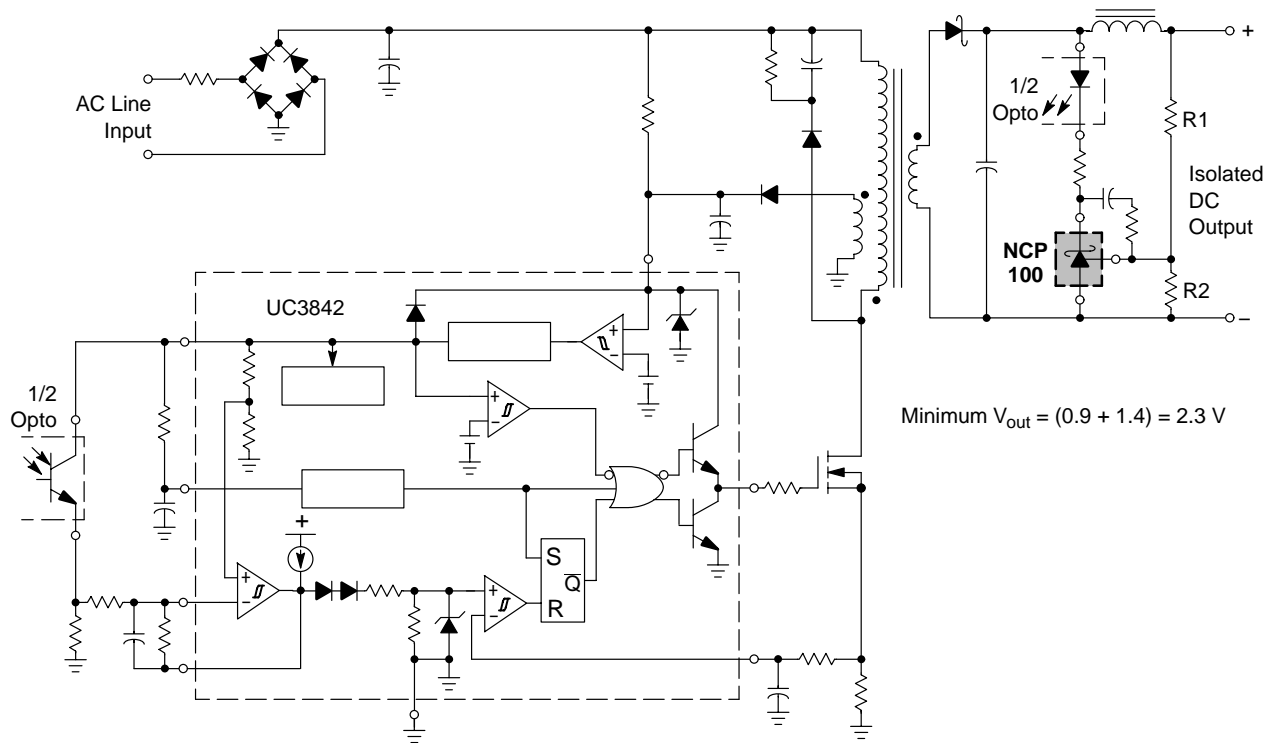 AC Line
Input
+
1/2
Opto
R1
Isolated
DC
Output
NCP
100
R2
–
UC3842
+
–
1/2
Opto
+
–
Minimum Vout = (0.9 + 1.4) = 2.3 V
+
S
Q
R
+
–
+
–